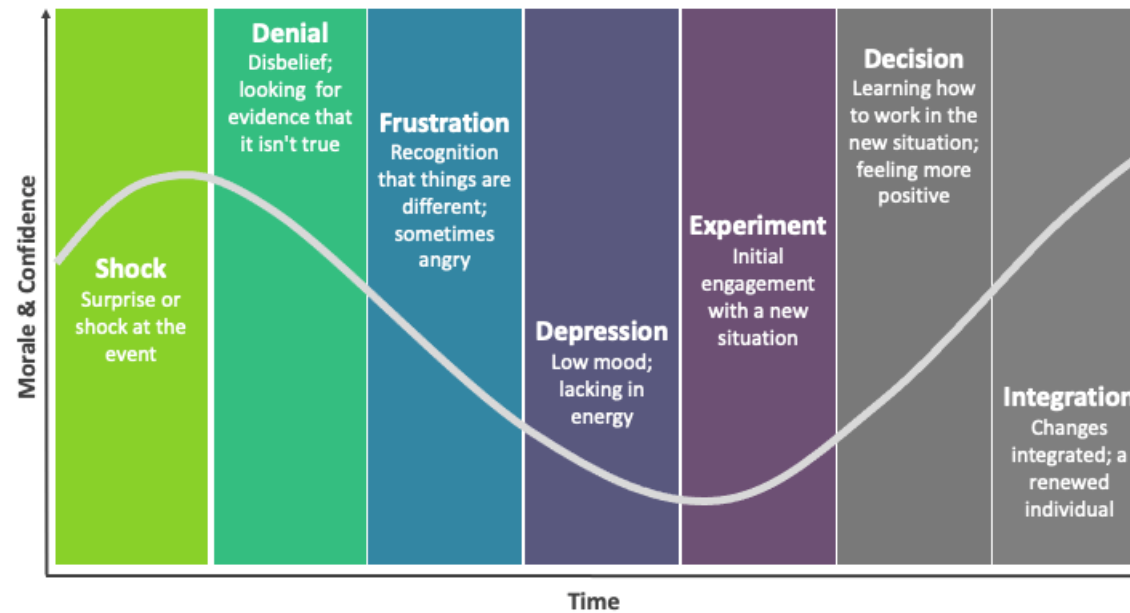 Morale & Confidence
Shock
Surprise or
shock at the
event
Denial
Disbelief;
looking for
evidence that
it isn't true
Frustration
Recognition
that things are
different;
sometimes
angry
Depression
Low mood;
lacking in
energy
Experiment
Initial
engagement
with a new
situation
Decision
Learning how
to work in the
new situation;
feeling more
positive
Integration
Changes
integrated; a
renewed
individual
Time